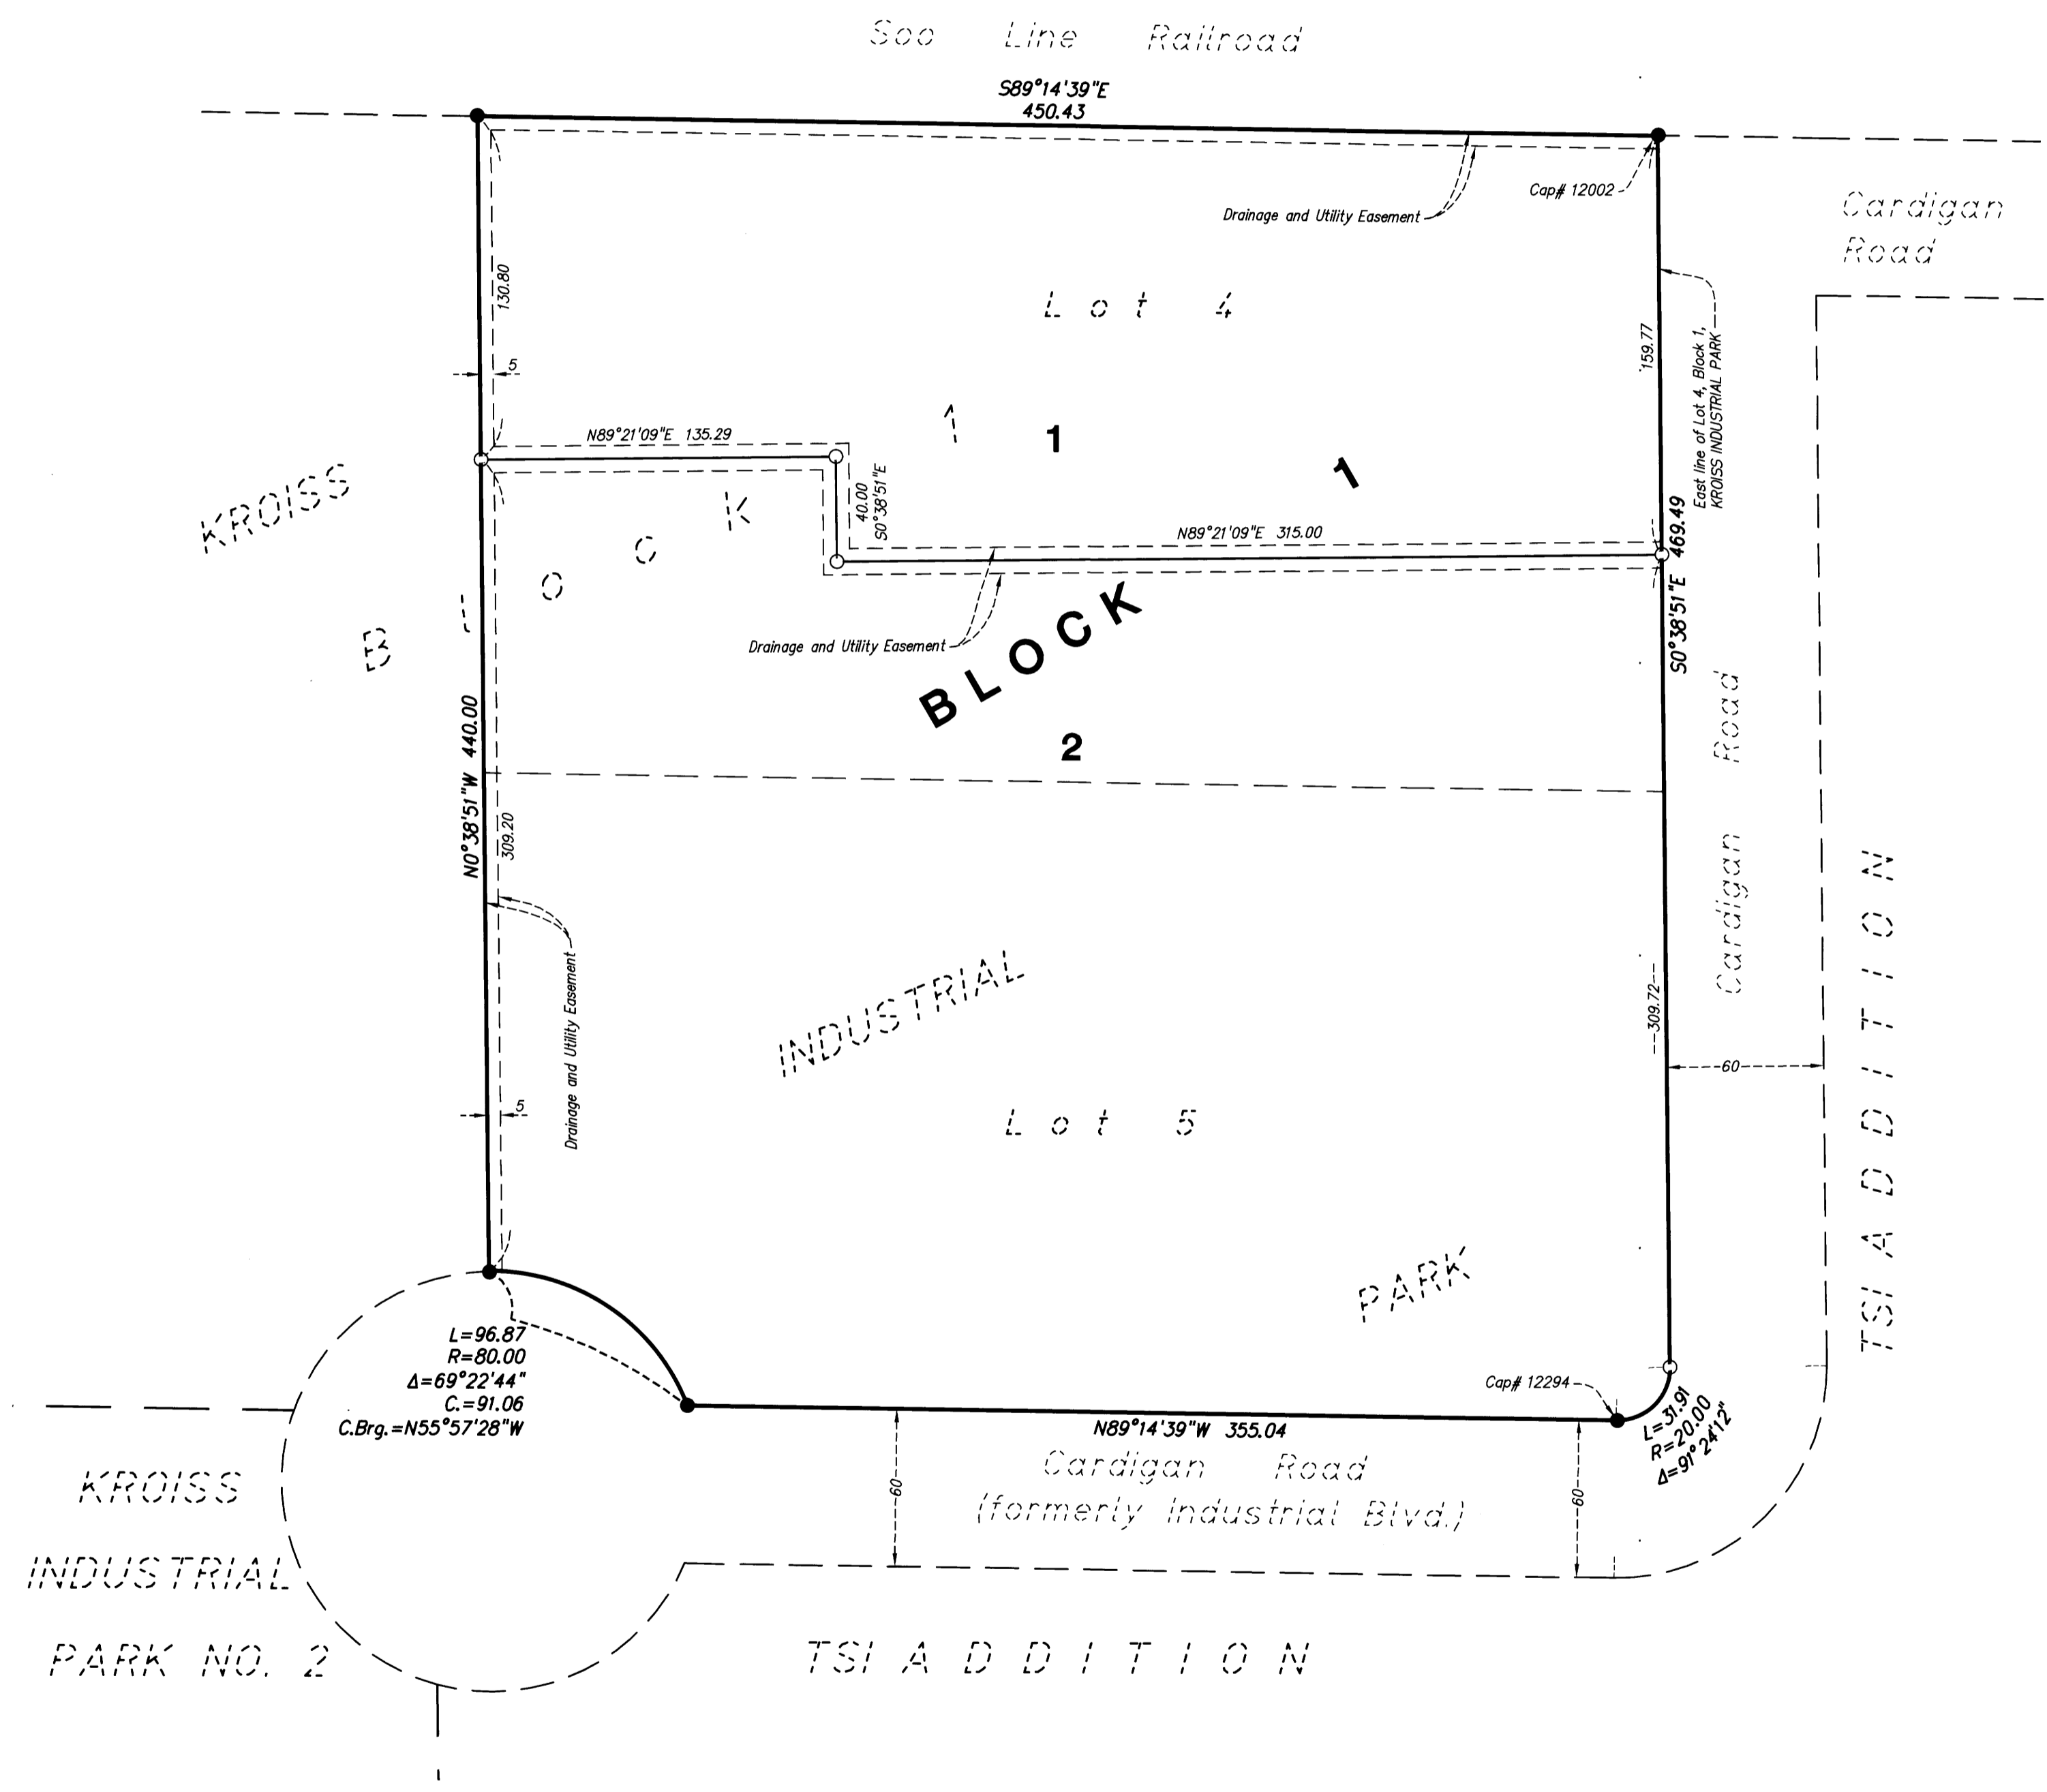 Soo Line Railroad
S89°14'39"E
450.43
Cap# 12002
Drainage and Utility Easement
Cardigan
Road
130.80
Lot 4
159.77
East line of Lot 4, Block 1,
KROISS INDUSTRIAL PARK
5
1
1
1
N89°21'09"E 135.29
40.00
S0°38'51"E
KROISS
BLOCK
N89°21'09"E 315.00
S0°38'51"E 469.49
Drainage and Utility Easement
BLOCK
2
N0°38'51"W 440.00
309.20
Cardigan Road
Drainage and Utility Easement
INDUSTRIAL
309.72
60
TSI ADDITION
5
Lot 5
PARK
L=96.87
R=80.00
Δ=69°22'44"
C.=91.06
C.Brg.=N55°57'28"W
Cap# 12294
L=31.91
R=20.00
Δ=91°24'12"
N89°14'39"W 355.04
Cardigan Road
(formerly Industrial Blvd.)
60
60
KROISS
INDUSTRIAL
PARK NO. 2
TSI ADDITION